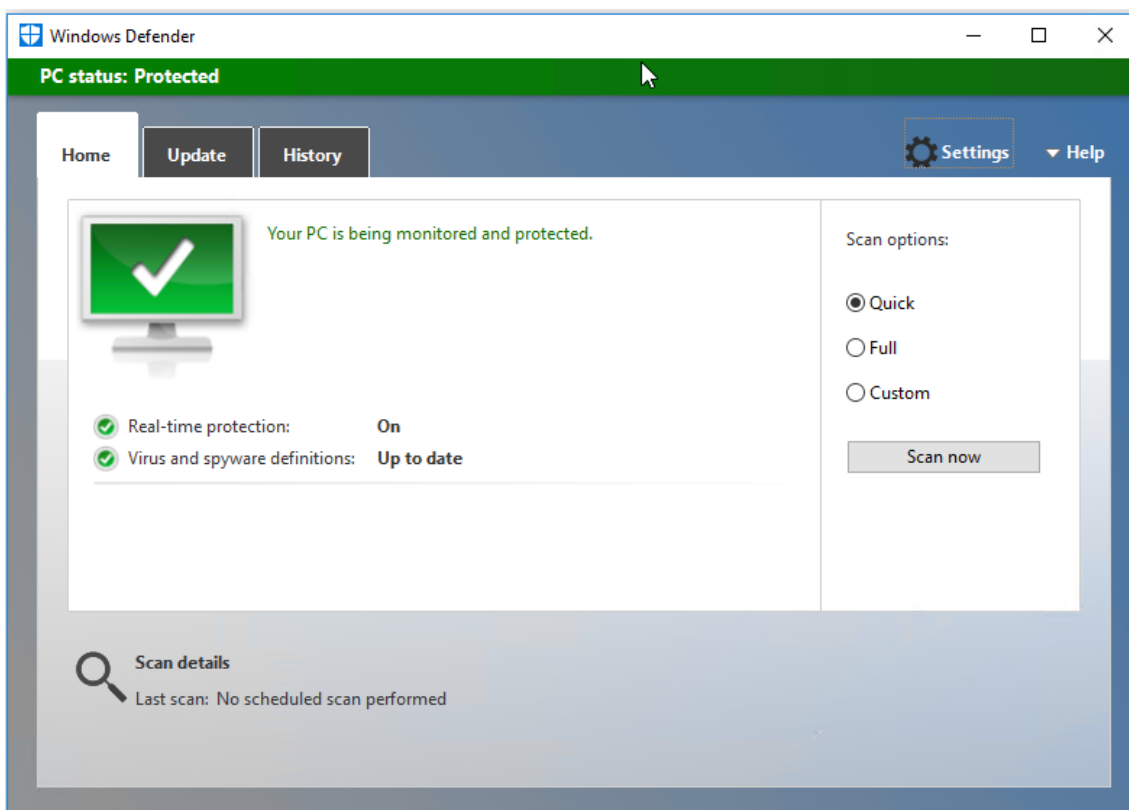 Windows Defender
PC status: Protected
Home Update History Settings Help
Your PC is being monitored and protected.
Scan options:
Quick
Full
Custom
Real-time protection: On
Virus and spyware definitions: Up to date
Scan now
Scan details
Last scan: No scheduled scan performed